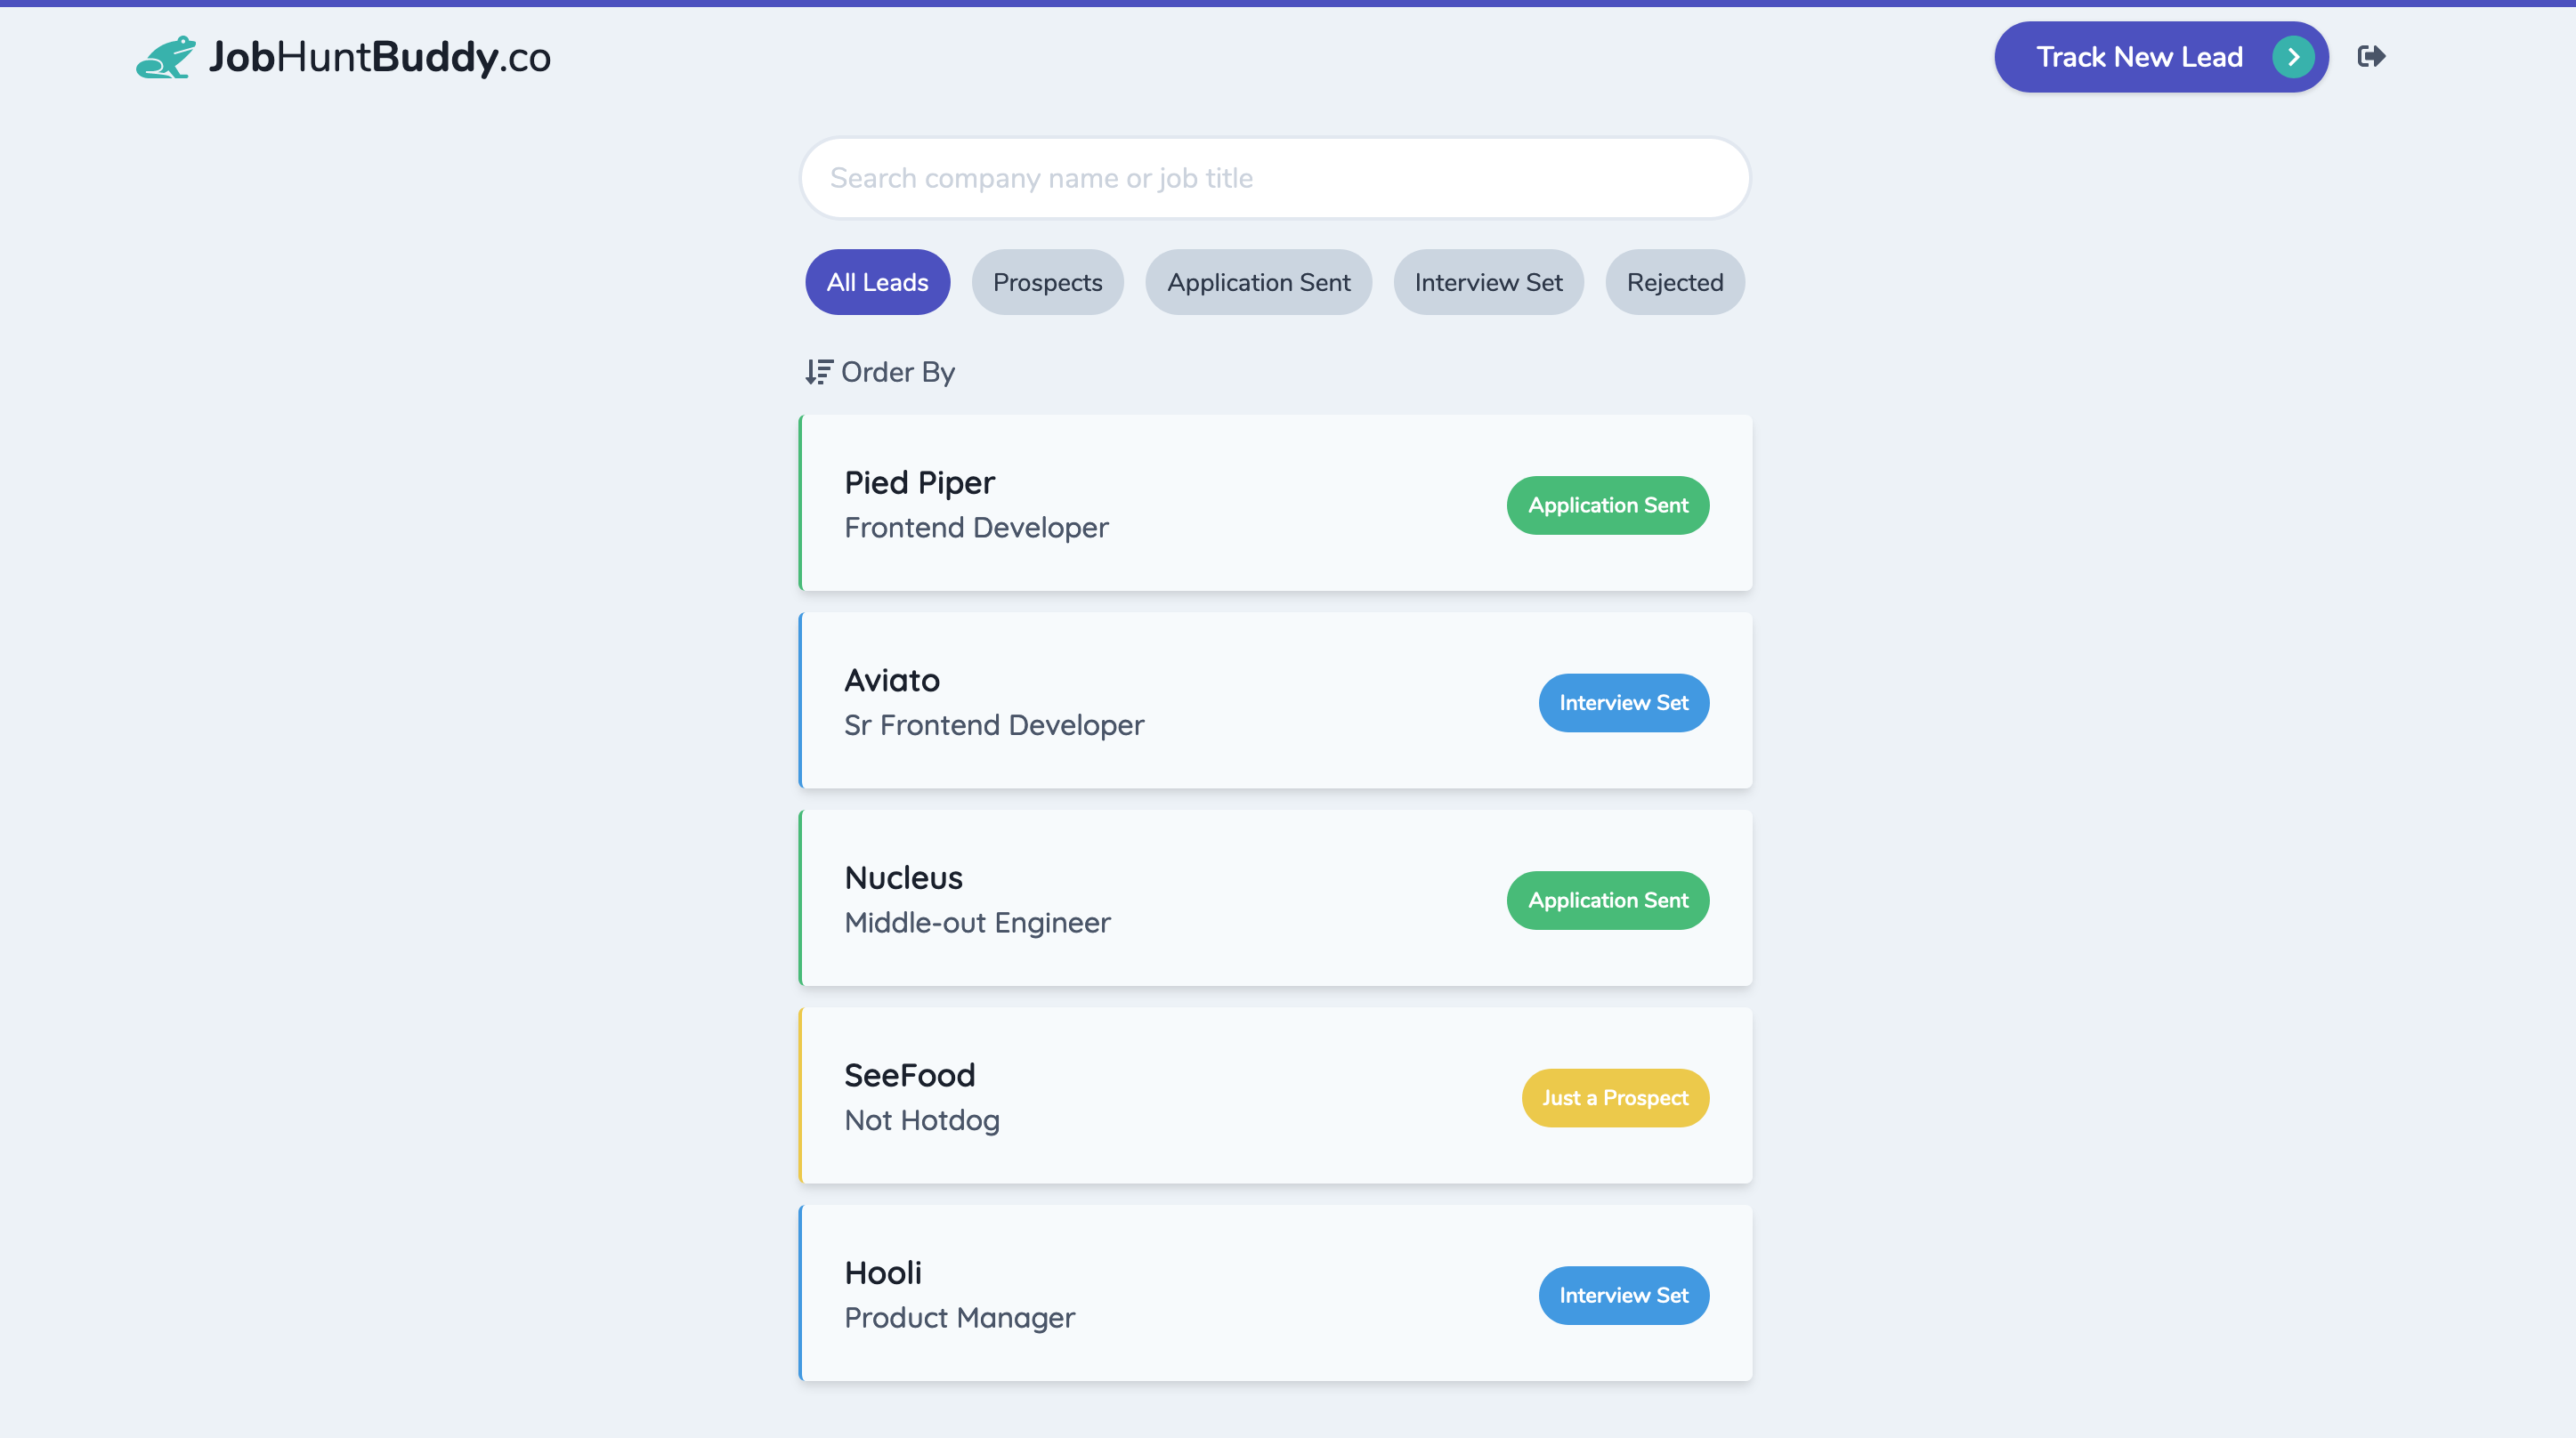 JobHuntBuddy.co
Track New Lead
Search company name or job title
All Leads
Prospects
Application Sent
Interview Set
Rejected
Order By
Pied Piper
Frontend Developer
Application Sent
Aviato
Sr Frontend Developer
Interview Set
Nucleus
Middle-out Engineer
Application Sent
SeeFood
Not Hotdog
Just a Prospect
Hooli
Product Manager
Interview Set